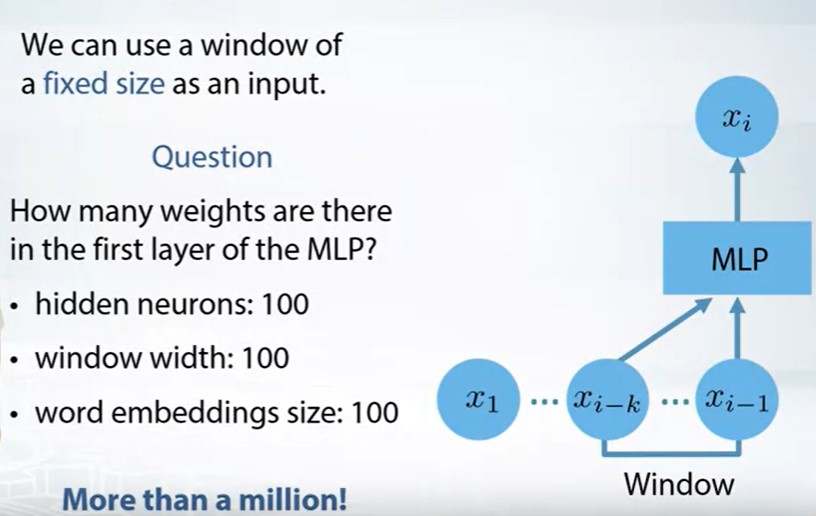 We can use a window of
a fixed size as an input.
Question
How many weights are there
in the first layer of the MLP?
• hidden neurons: 100
• window width: 100
• word embeddings size: 100
More than a million!
x_i
MLP
x_1 ... x_{i-k} ... x_{i-1}
Window